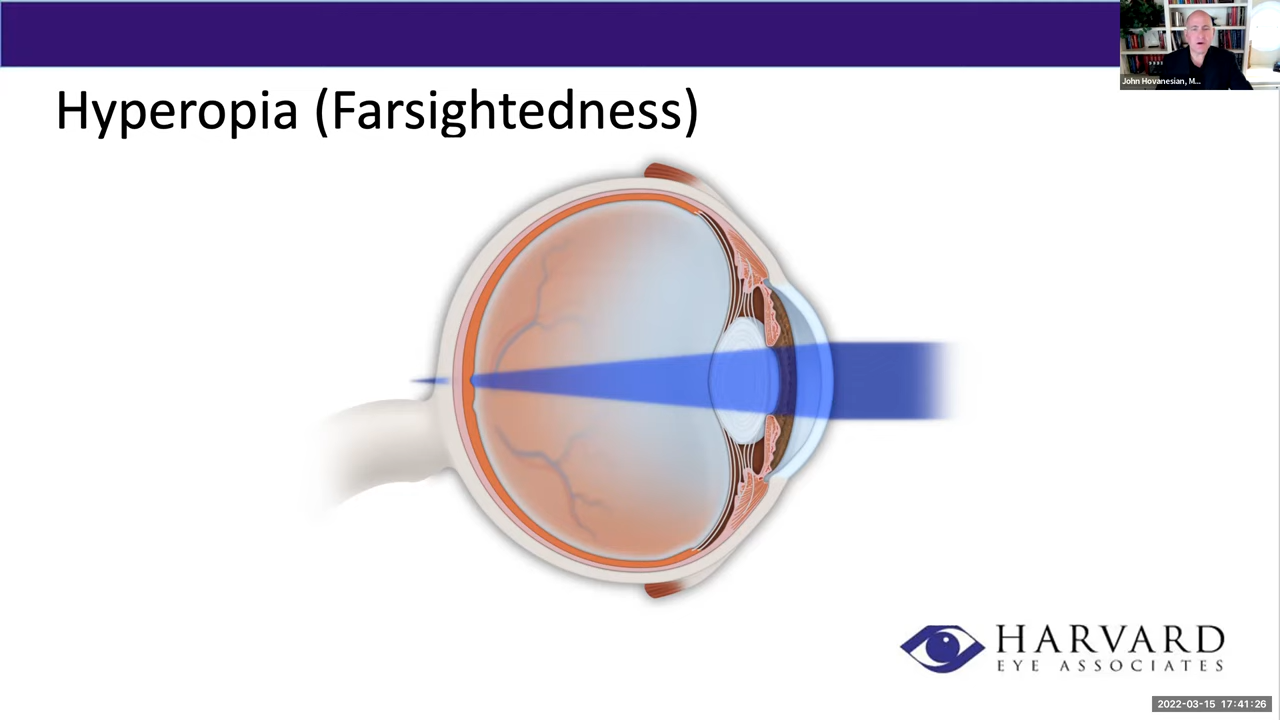 John Hovanesian, M...
Hyperopia (Farsightedness)
HARVARD
EYE ASSOCIATES
2022-03-15 17:41:26